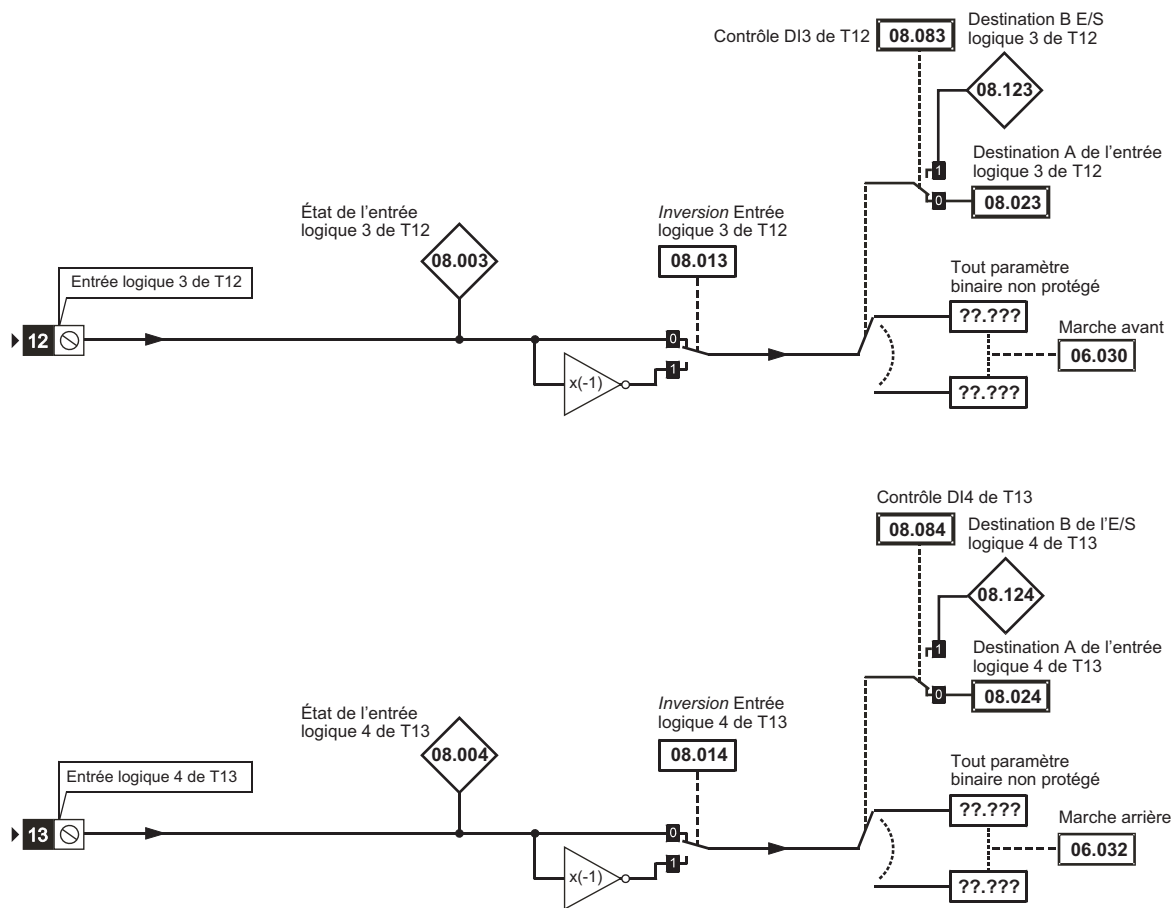 Contrôle DI3 de T12
08.083
Destination B E/S
logique 3 de T12
08.123
1
Destination A de l'entrée
logique 3 de T12
0
08.023
État de l'entrée
logique 3 de T12
08.003
Inversion Entrée
logique 3 de T12
08.013
Entrée logique 3 de T12
12
0
1
x(-1)
Tout paramètre
binaire non protégé
??.???
Marche avant
06.030
??.???
Contrôle DI4 de T13
08.084
Destination B de l'E/S
logique 4 de T13
08.124
1
Destination A de l'entrée
logique 4 de T13
0
08.024
État de l'entrée
logique 4 de T13
08.004
Inversion Entrée
logique 4 de T13
08.014
Entrée logique 4 de T13
13
0
1
x(-1)
Tout paramètre
binaire non protégé
??.???
Marche arrière
06.032
??.???